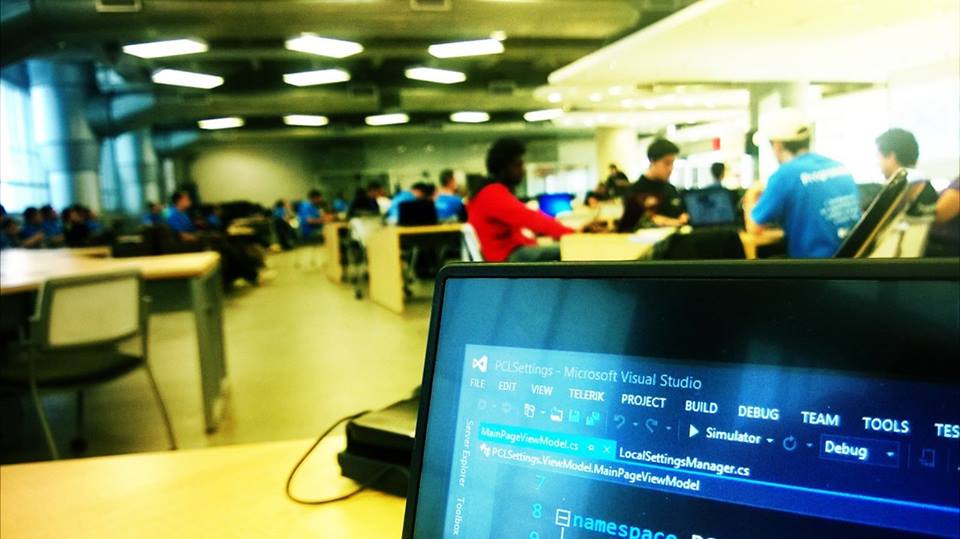 PCLSettings - Microsoft Visual Studio
FILE EDIT VIEW TELERIK PROJECT BUILD DEBUG TEAM TOOLS
Simulator Debug
MainPageViewModel.cs LocalSettingsManager.cs
PCLSettings.ViewModel.MainPageViewModel
Server Explorer
Toolbox
7
8 namespace